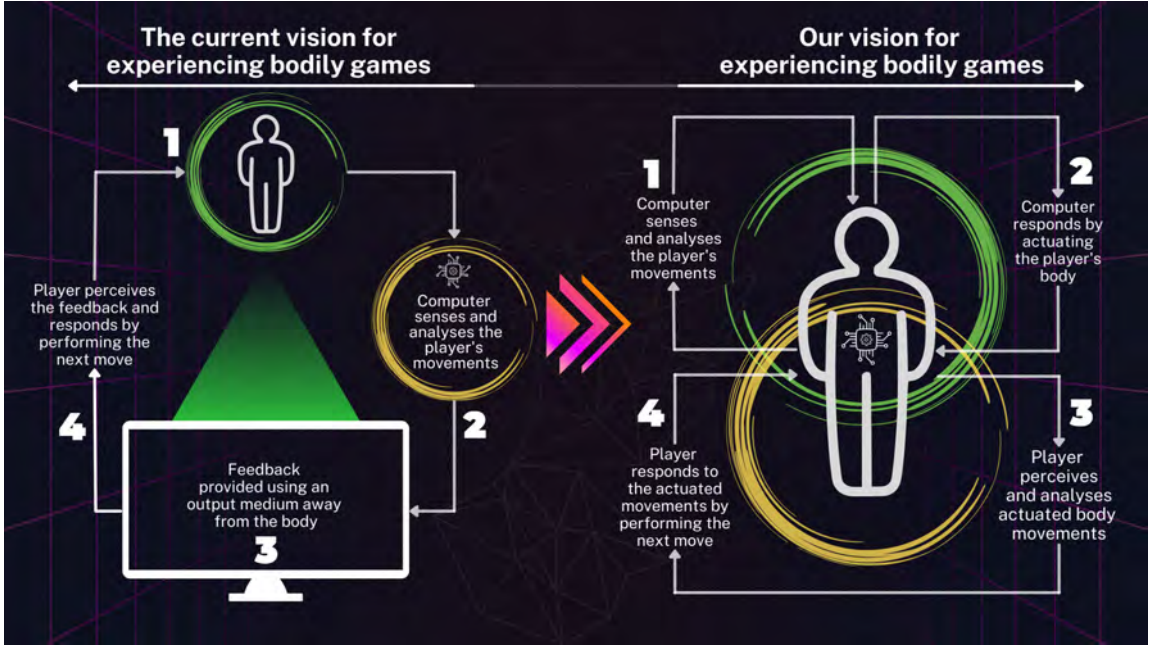 The current vision for
experiencing bodily games
1
Computer
senses and
analyses the
player's
movements
2
Feedback
provided using an
output medium away
from the body
3
Player perceives
the feedback and
responds by
performing the
next move
4
Our vision for
experiencing bodily games
1
Computer
senses
and analyses
the player's
movements
2
Computer
responds by
actuating
the player's
body
3
Player
perceives
and analyses
actuated body
movements
4
Player
responds to
the actuated
movements by
performing the
next move